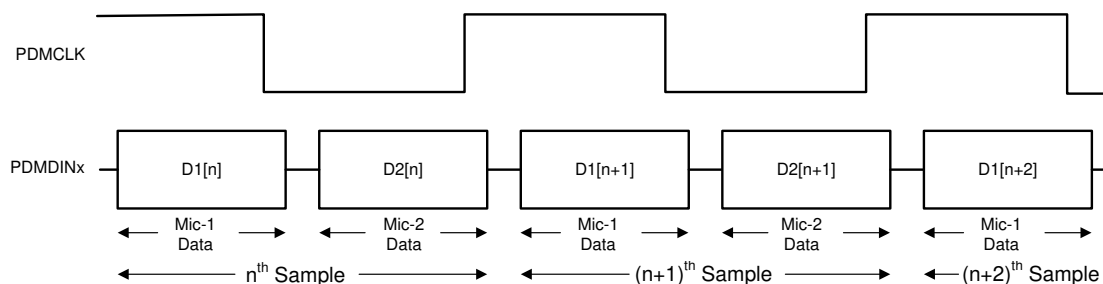 PDMCLK
PDMDINx
D1[n]
D2[n]
D1[n+1]
D2[n+1]
D1[n+2]
Mic-1
Data
Mic-2
Data
Mic-1
Data
Mic-2
Data
Mic-1
Data
nth Sample
(n+1)th Sample
(n+2)th Sample